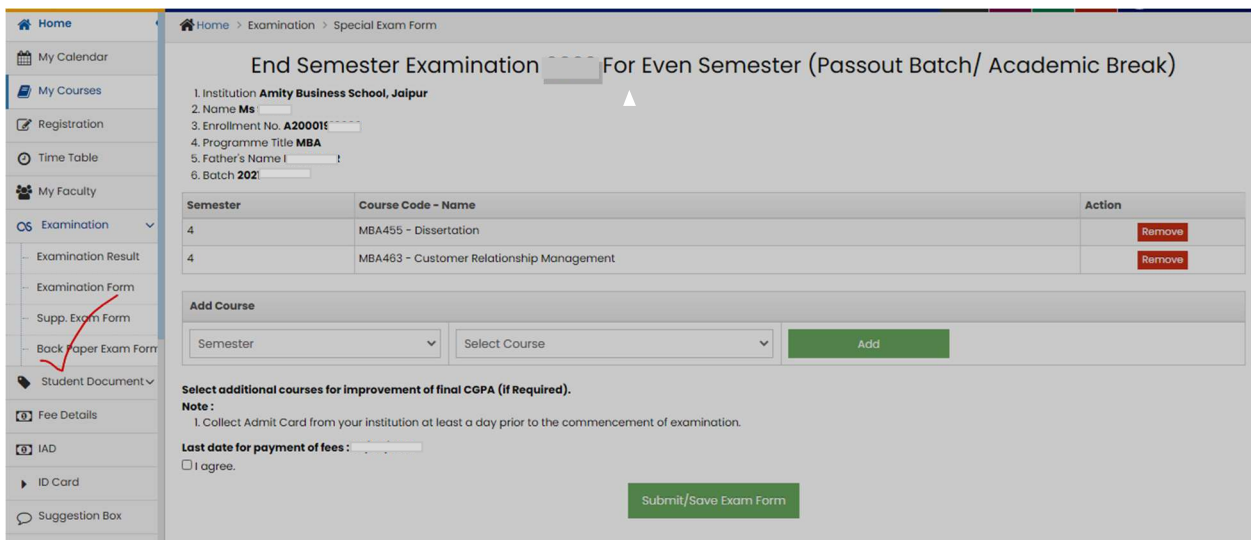 Home
My Calendar
My Courses
Registration
Time Table
My Faculty
Examination
Examination Result
Examination Form
Supp. Exam Form
Back Paper Exam Form
Student Document
Fee Details
IAD
ID Card
Suggestion Box
Home > Examination > Special Exam Form
End Semester Examination For Even Semester (Passout Batch/ Academic Break)
1. Institution Amity Business School, Jaipur
2. Name Ms
3. Enrollment No.
4. Programme Title MBA
5. Father's Name
6. Batch
Semester Course Code - Name Action
4 MBA455 - Dissertation Remove
4 MBA463 - Customer Relationship Management Remove
Add Course
Semester Select Course Add
Select additional courses for improvement of final CGPA (if Required).
Note :
1. Collect Admit Card from your institution at least a day prior to the commencement of examination.
Last date for payment of fees :
I agree.
Submit/Save Exam Form